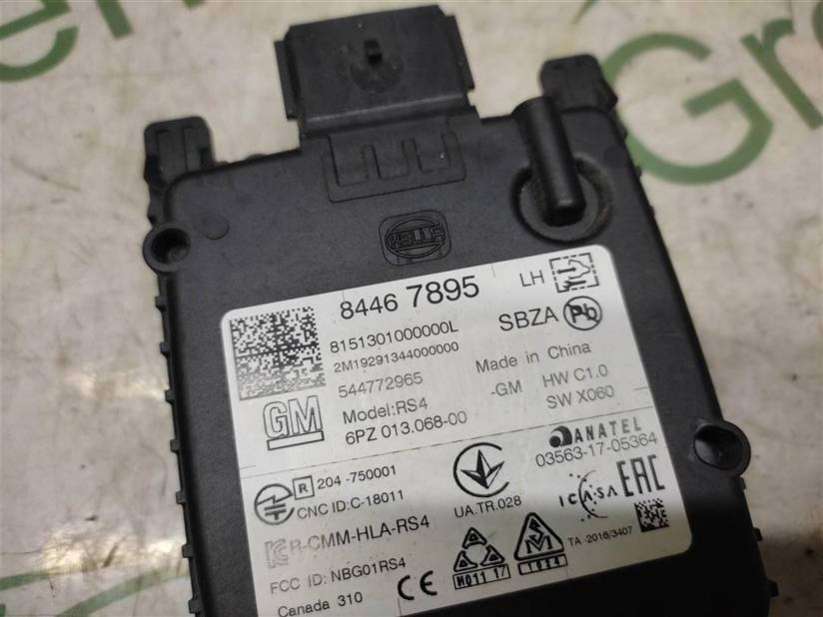 HELLA
8446 7895
LH
8151301000000L
SBZA
Pb
2M19291344000000
544772965
Made in China
GM
Model:RS4
-GM
HW C1.0
6PZ 013.068-00
SW X060
R 204-750001
CNC ID:C-18011
UA.TR.028
ANATEL
03563-17-05364
ICASA
EAC
TA-2016/3407
R-CMM-HLA-RS4
FCC ID: NBG01RS4
CE
Canada 310